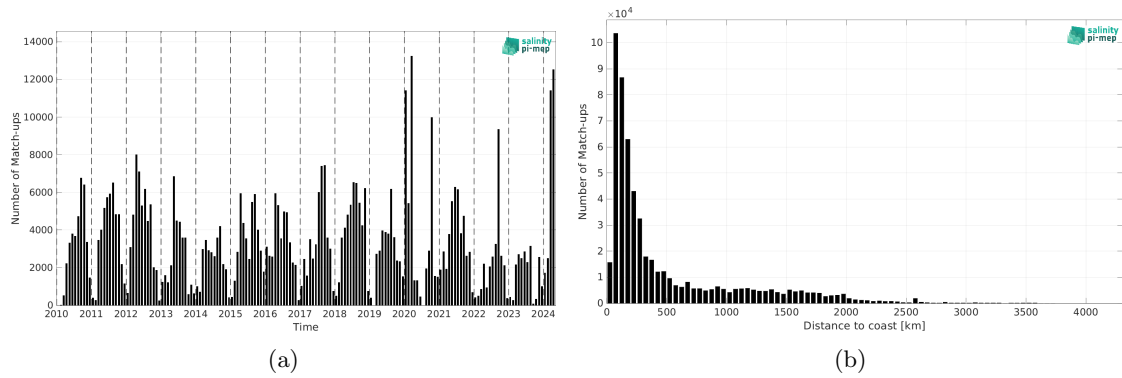 14000
12000
10000
8000
6000
4000
2000
0
Number of Match-ups
2010 2011 2012 2013 2014 2015 2016 2017 2018 2019 2020 2021 2022 2023 2024
Time
salinity
pi-mep
(a)
×10⁴
10
9
8
7
6
5
4
3
2
1
0
Number of Match-ups
0 500 1000 1500 2000 2500 3000 3500 4000
Distance to coast [km]
salinity
pi-mep
(b)